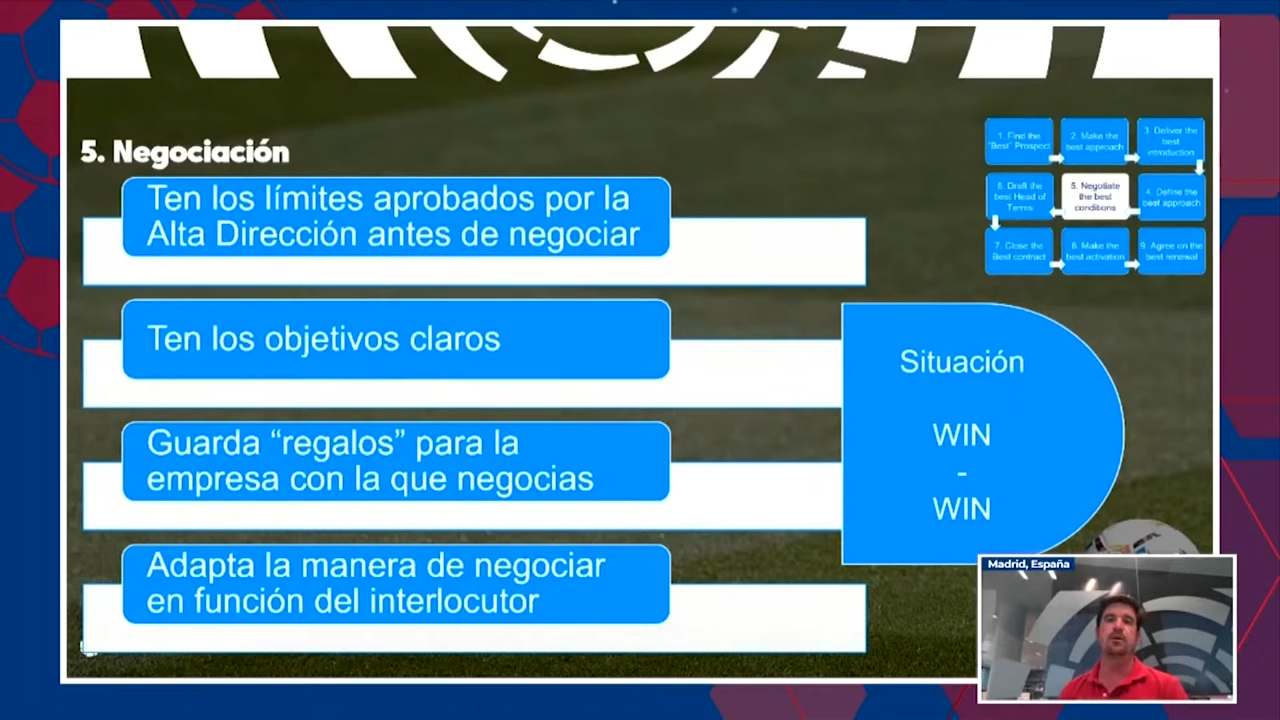 5. Negociación
Ten los límites aprobados por la
Alta Dirección antes de negociar
Ten los objetivos claros
Guarda “regalos” para la
empresa con la que negocias
Adapta la manera de negociar
en función del interlocutor
Situación
WIN
-
WIN
1. Find the
"Best" Prospect
2. Make the
best approach
3. Deliver the
best
introduction
6. Draft the
best Head of
Terms
5. Negotiate
the best
conditions
4. Define the
best approach
7. Close the
Best contract
8. Make the
best activation
9. Agree on the
best renewal
Madrid, España